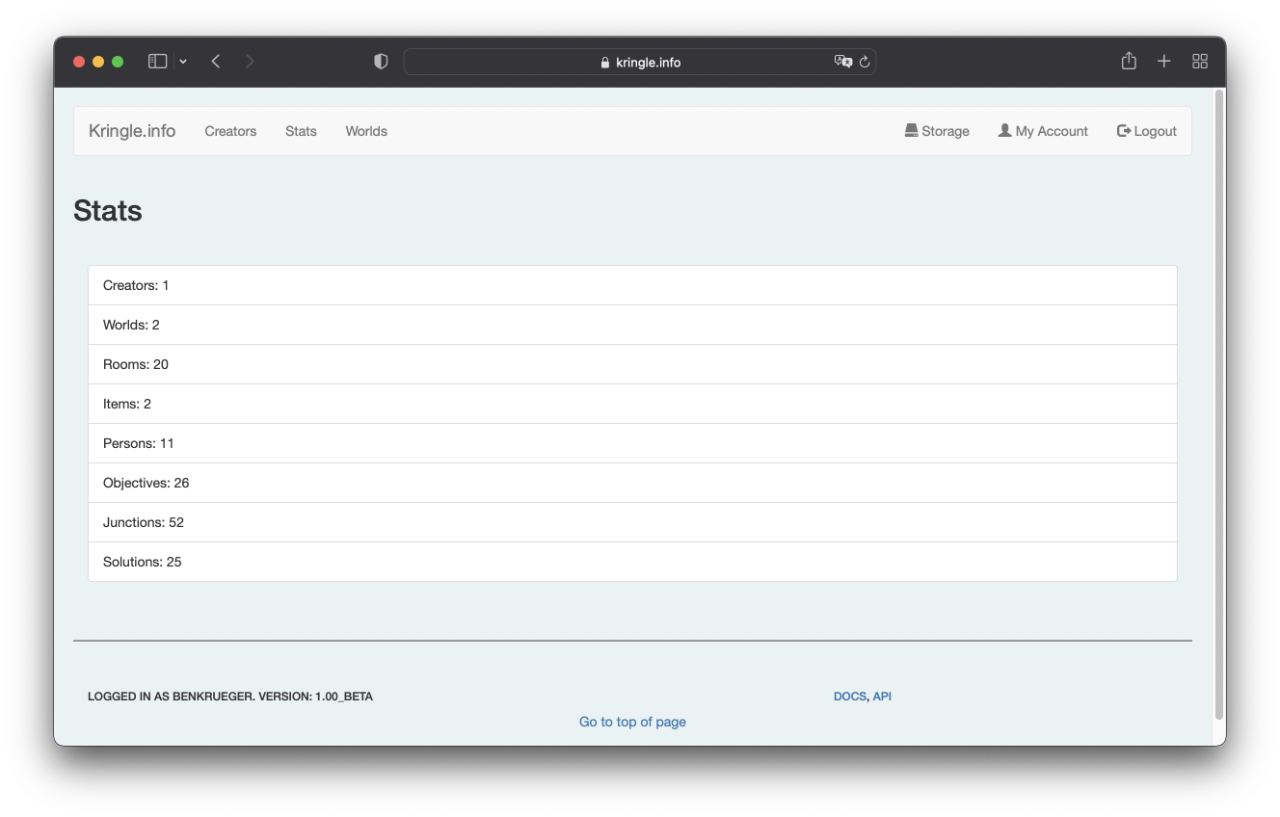 kringle.info
Kringle.info Creators Stats Worlds Storage My Account Logout
Stats
Creators: 1
Worlds: 2
Rooms: 20
Items: 2
Persons: 11
Objectives: 26
Junctions: 52
Solutions: 25
LOGGED IN AS BENKRUEGER. VERSION: 1.00_BETA DOCS, API
Go to top of page